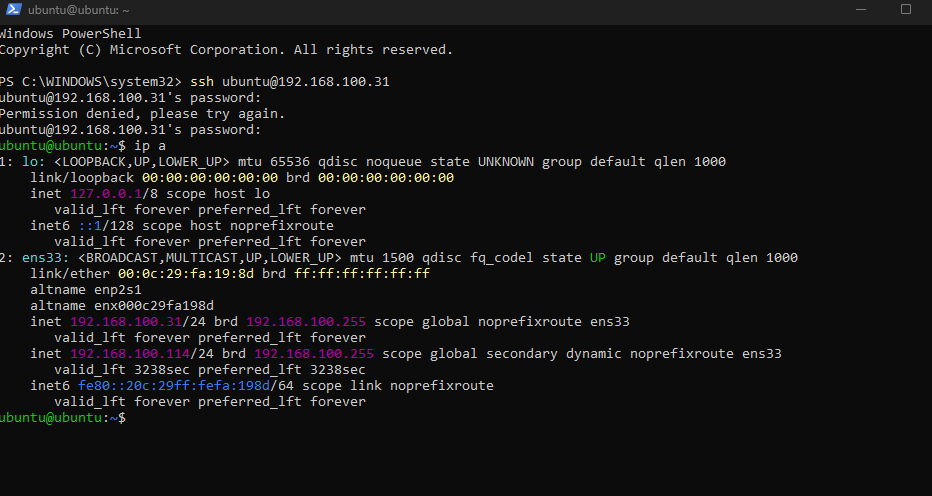 ubuntu@ubuntu: ~
Windows PowerShell
Copyright (C) Microsoft Corporation. All rights reserved.
PS C:\WINDOWS\system32> ssh ubuntu@192.168.100.31
ubuntu@192.168.100.31's password:
Permission denied, please try again.
ubuntu@192.168.100.31's password:
ubuntu@ubuntu:~$ ip a
1: lo: <LOOPBACK,UP,LOWER_UP> mtu 65536 qdisc noqueue state UNKNOWN group default qlen 1000
link/loopback 00:00:00:00:00:00 brd 00:00:00:00:00:00
inet 127.0.0.1/8 scope host lo
valid_lft forever preferred_lft forever
inet6 ::1/128 scope host noprefixroute
valid_lft forever preferred_lft forever
2: ens33: <BROADCAST,MULTICAST,UP,LOWER_UP> mtu 1500 qdisc fq_codel state UP group default qlen 1000
link/ether 00:0c:29:fa:19:8d brd ff:ff:ff:ff:ff:ff
altname enp2s1
altname enx000c29fa198d
inet 192.168.100.31/24 brd 192.168.100.255 scope global noprefixroute ens33
valid_lft forever preferred_lft forever
inet 192.168.100.114/24 brd 192.168.100.255 scope global secondary dynamic noprefixroute ens33
valid_lft 3238sec preferred_lft 3238sec
inet6 fe80::20c:29ff:fefa:198d/64 scope link noprefixroute
valid_lft forever preferred_lft forever
ubuntu@ubuntu:~$